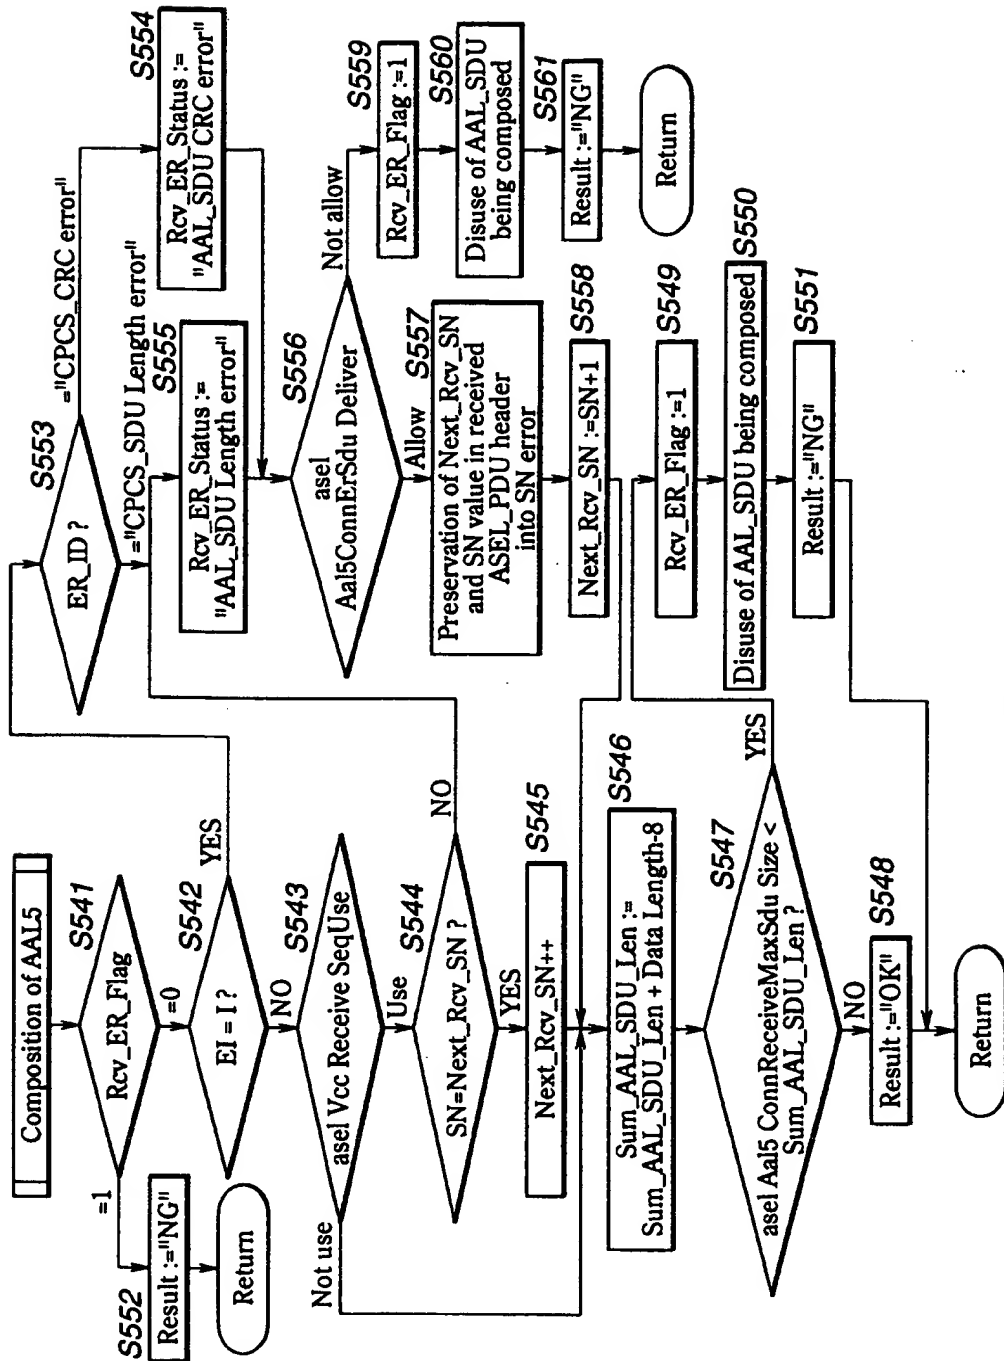 Composition of AAL5
S541
Rcv_ER_Flag
=1
=0
S552
Result :="NG"
Return
S542
EI = I ?
YES
NO
S543
asel Vcc Receive SeqUse
Not use
Use
S544
SN=Next_Rcv_SN ?
NO
YES
S545
Next_Rcv_SN++
S546
Sum_AAL_SDU_Len :=
Sum_AAL_SDU_Len + Data Length-8
S547
asel Aal5 ConnReceiveMaxSdu Size <
Sum_AAL_SDU_Len ?
YES
NO
S548
Result :="OK"
Return
S553
ER_ID ?
="CPCS_CRC error"
="CPCS_SDU Length error"
S554
Rcv_ER_Status :=
"AAL_SDU CRC error"
S555
Rcv_ER_Status :=
"AAL_SDU Length error"
S556
asel
Aal5ConnErSdu Deliver
Not allow
Allow
S557
Preservation of Next_Rcv_SN
and SN value in received
ASEL_PDU header
into SN error
S558
Next_Rcv_SN :=SN+1
S559
Rcv_ER_Flag :=1
S560
Disuse of AAL_SDU
being composed
S561
Result :="NG"
Return
S549
Rcv_ER_Flag :=1
S550
Disuse of AAL_SDU being composed
S551
Result :="NG"